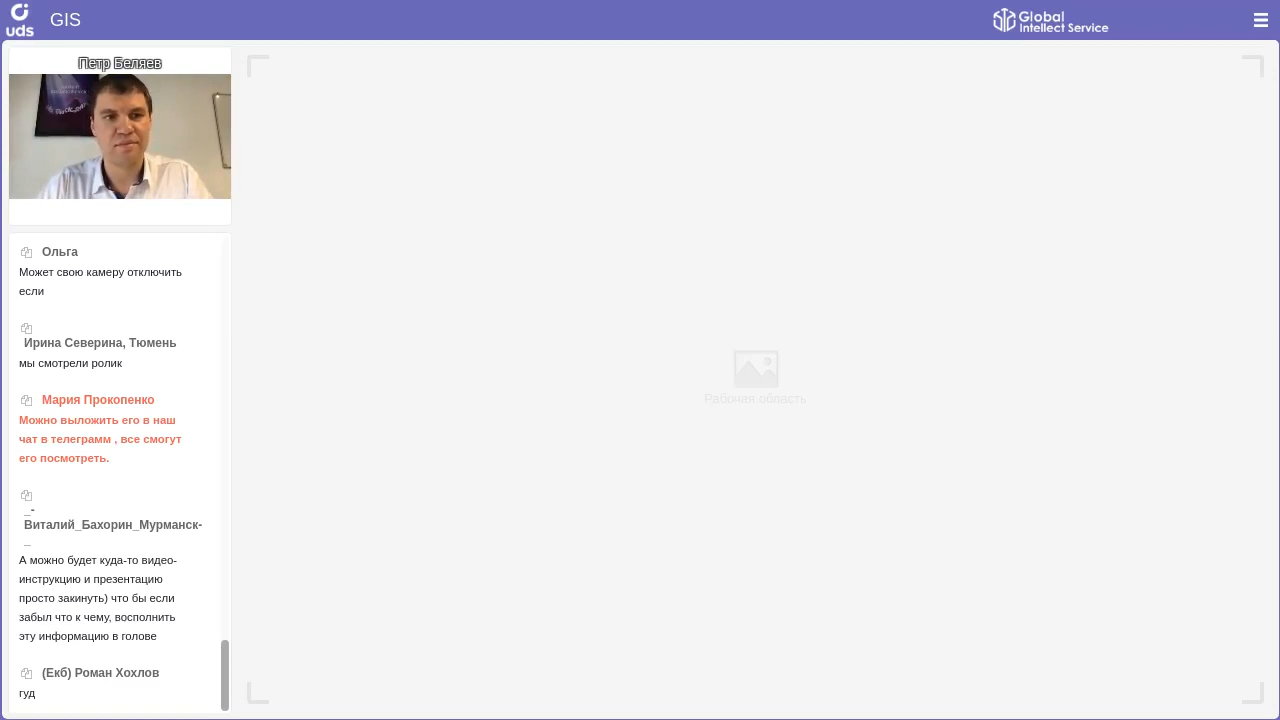 uds
GIS
Global
Intellect Service
Петр Беляев
Ольга
Может свою камеру отключить
если
Ирина Северина, Тюмень
мы смотрели ролик
Мария Прокопенко
Можно выложить его в наш
чат в телеграмм , все смогут
его посмотреть.
_-
Виталий_Бахорин_Мурманск-
_
А можно будет куда-то видео-
инструкцию и презентацию
просто закинуть) что бы если
забыл что к чему, восполнить
эту информацию в голове
(Екб) Роман Хохлов
гуд
Рабочая область